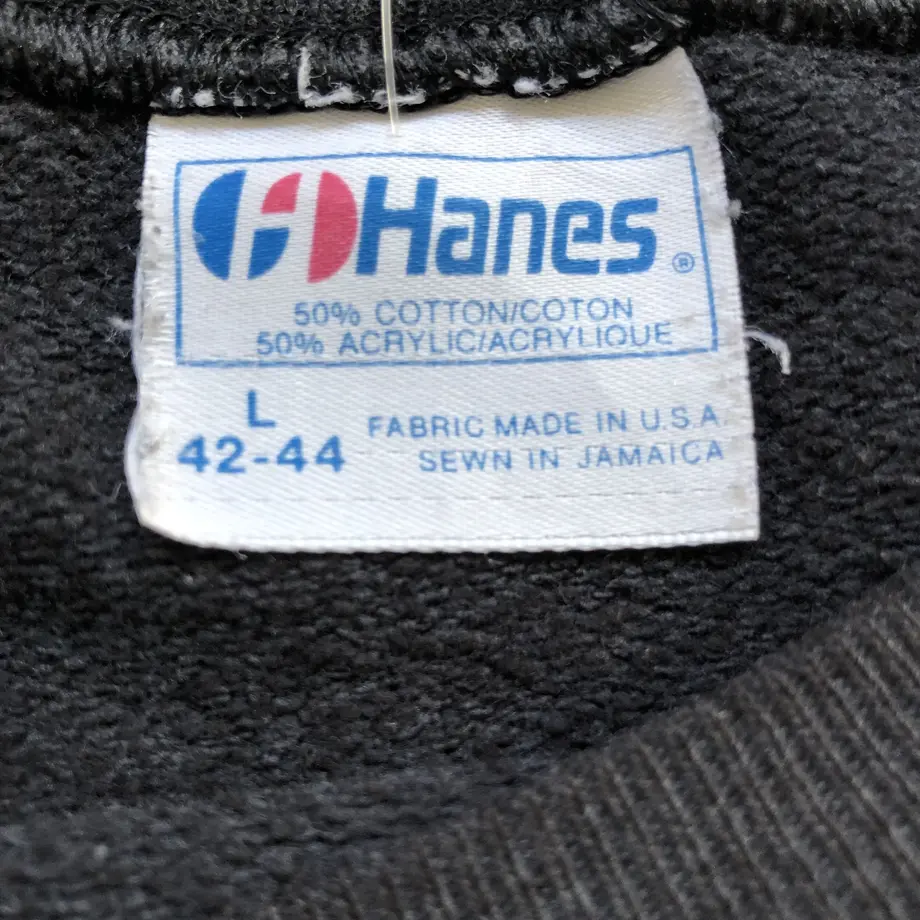 Hanes ®
50% COTTON/COTON
50% ACRYLIC/ACRYLIQUE
L
42-44
FABRIC MADE IN U.S.A
SEWN IN JAMAICA